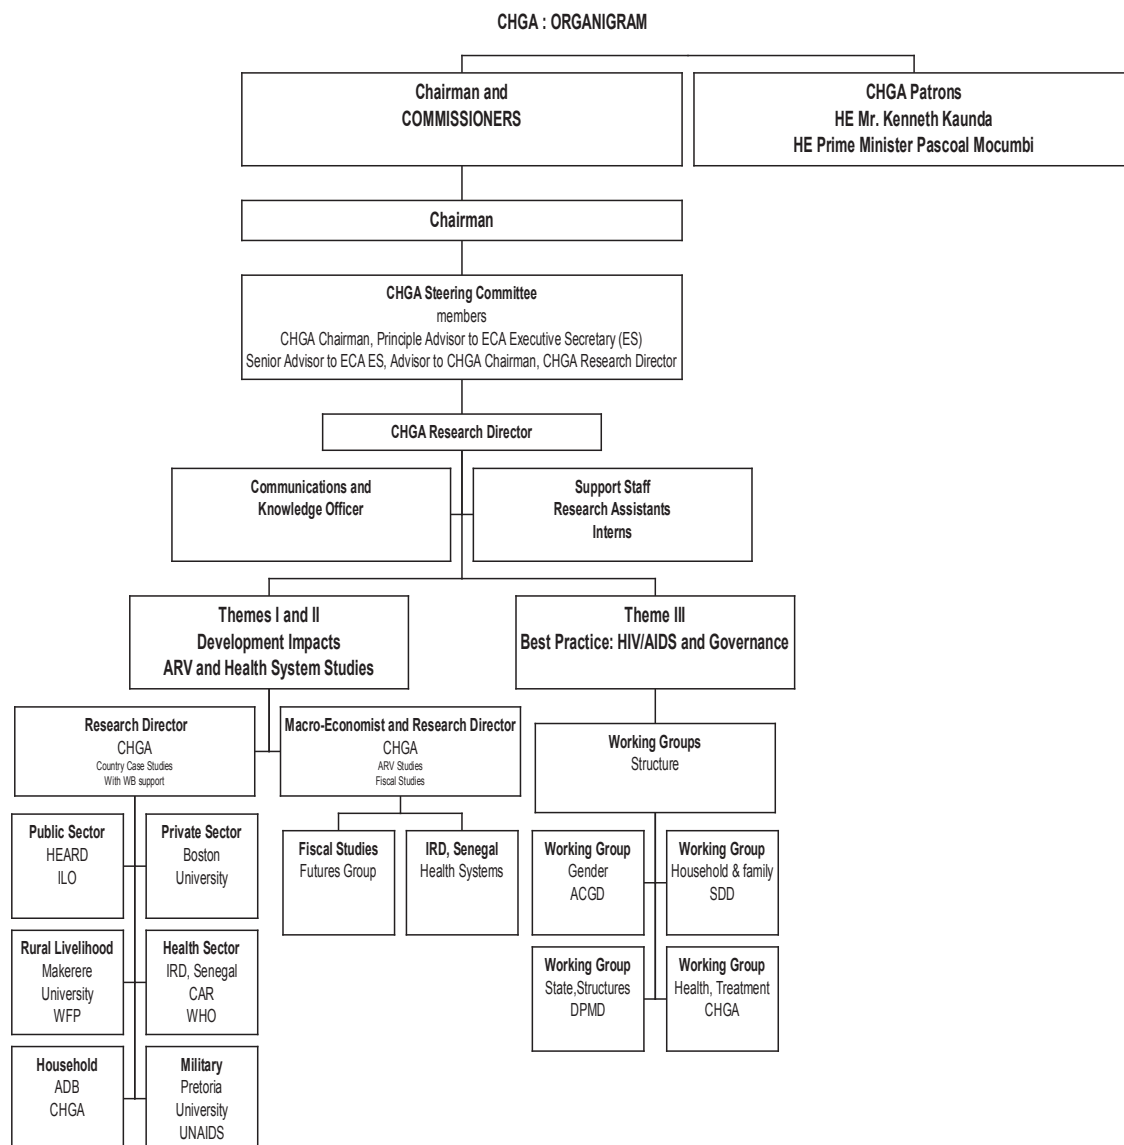 CHGA : ORGANIGRAM
Chairman and
COMMISSIONERS
CHGA Patrons
HE Mr. Kenneth Kaunda
HE Prime Minister Pascoal Mocumbi
Chairman
CHGA Steering Committee
members
CHGA Chairman, Principle Advisor to ECA Executive Secretary (ES)
Senior Advisor to ECA ES, Advisor to CHGA Chairman, CHGA Research Director
CHGA Research Director
Communications and
Knowledge Officer
Support Staff
Research Assistants
Interns
Themes I and II
Development Impacts
ARV and Health System Studies
Theme III
Best Practice: HIV/AIDS and Governance
Research Director
CHGA
Country Case Studies
With WB support
Macro-Economist and Research Director
CHGA
ARV Studies
Fiscal Studies
Working Groups
Structure
Public Sector
HEARD
ILO
Private Sector
Boston
University
Fiscal Studies
Futures Group
IRD, Senegal
Health Systems
Working Group
Gender
ACGD
Working Group
Household & family
SDD
Rural Livelihood
Makerere
University
WFP
Health Sector
IRD, Senegal
CAR
WHO
Working Group
State,Structures
DPMD
Working Group
Health, Treatment
CHGA
Household
ADB
CHGA
Military
Pretoria
University
UNAIDS